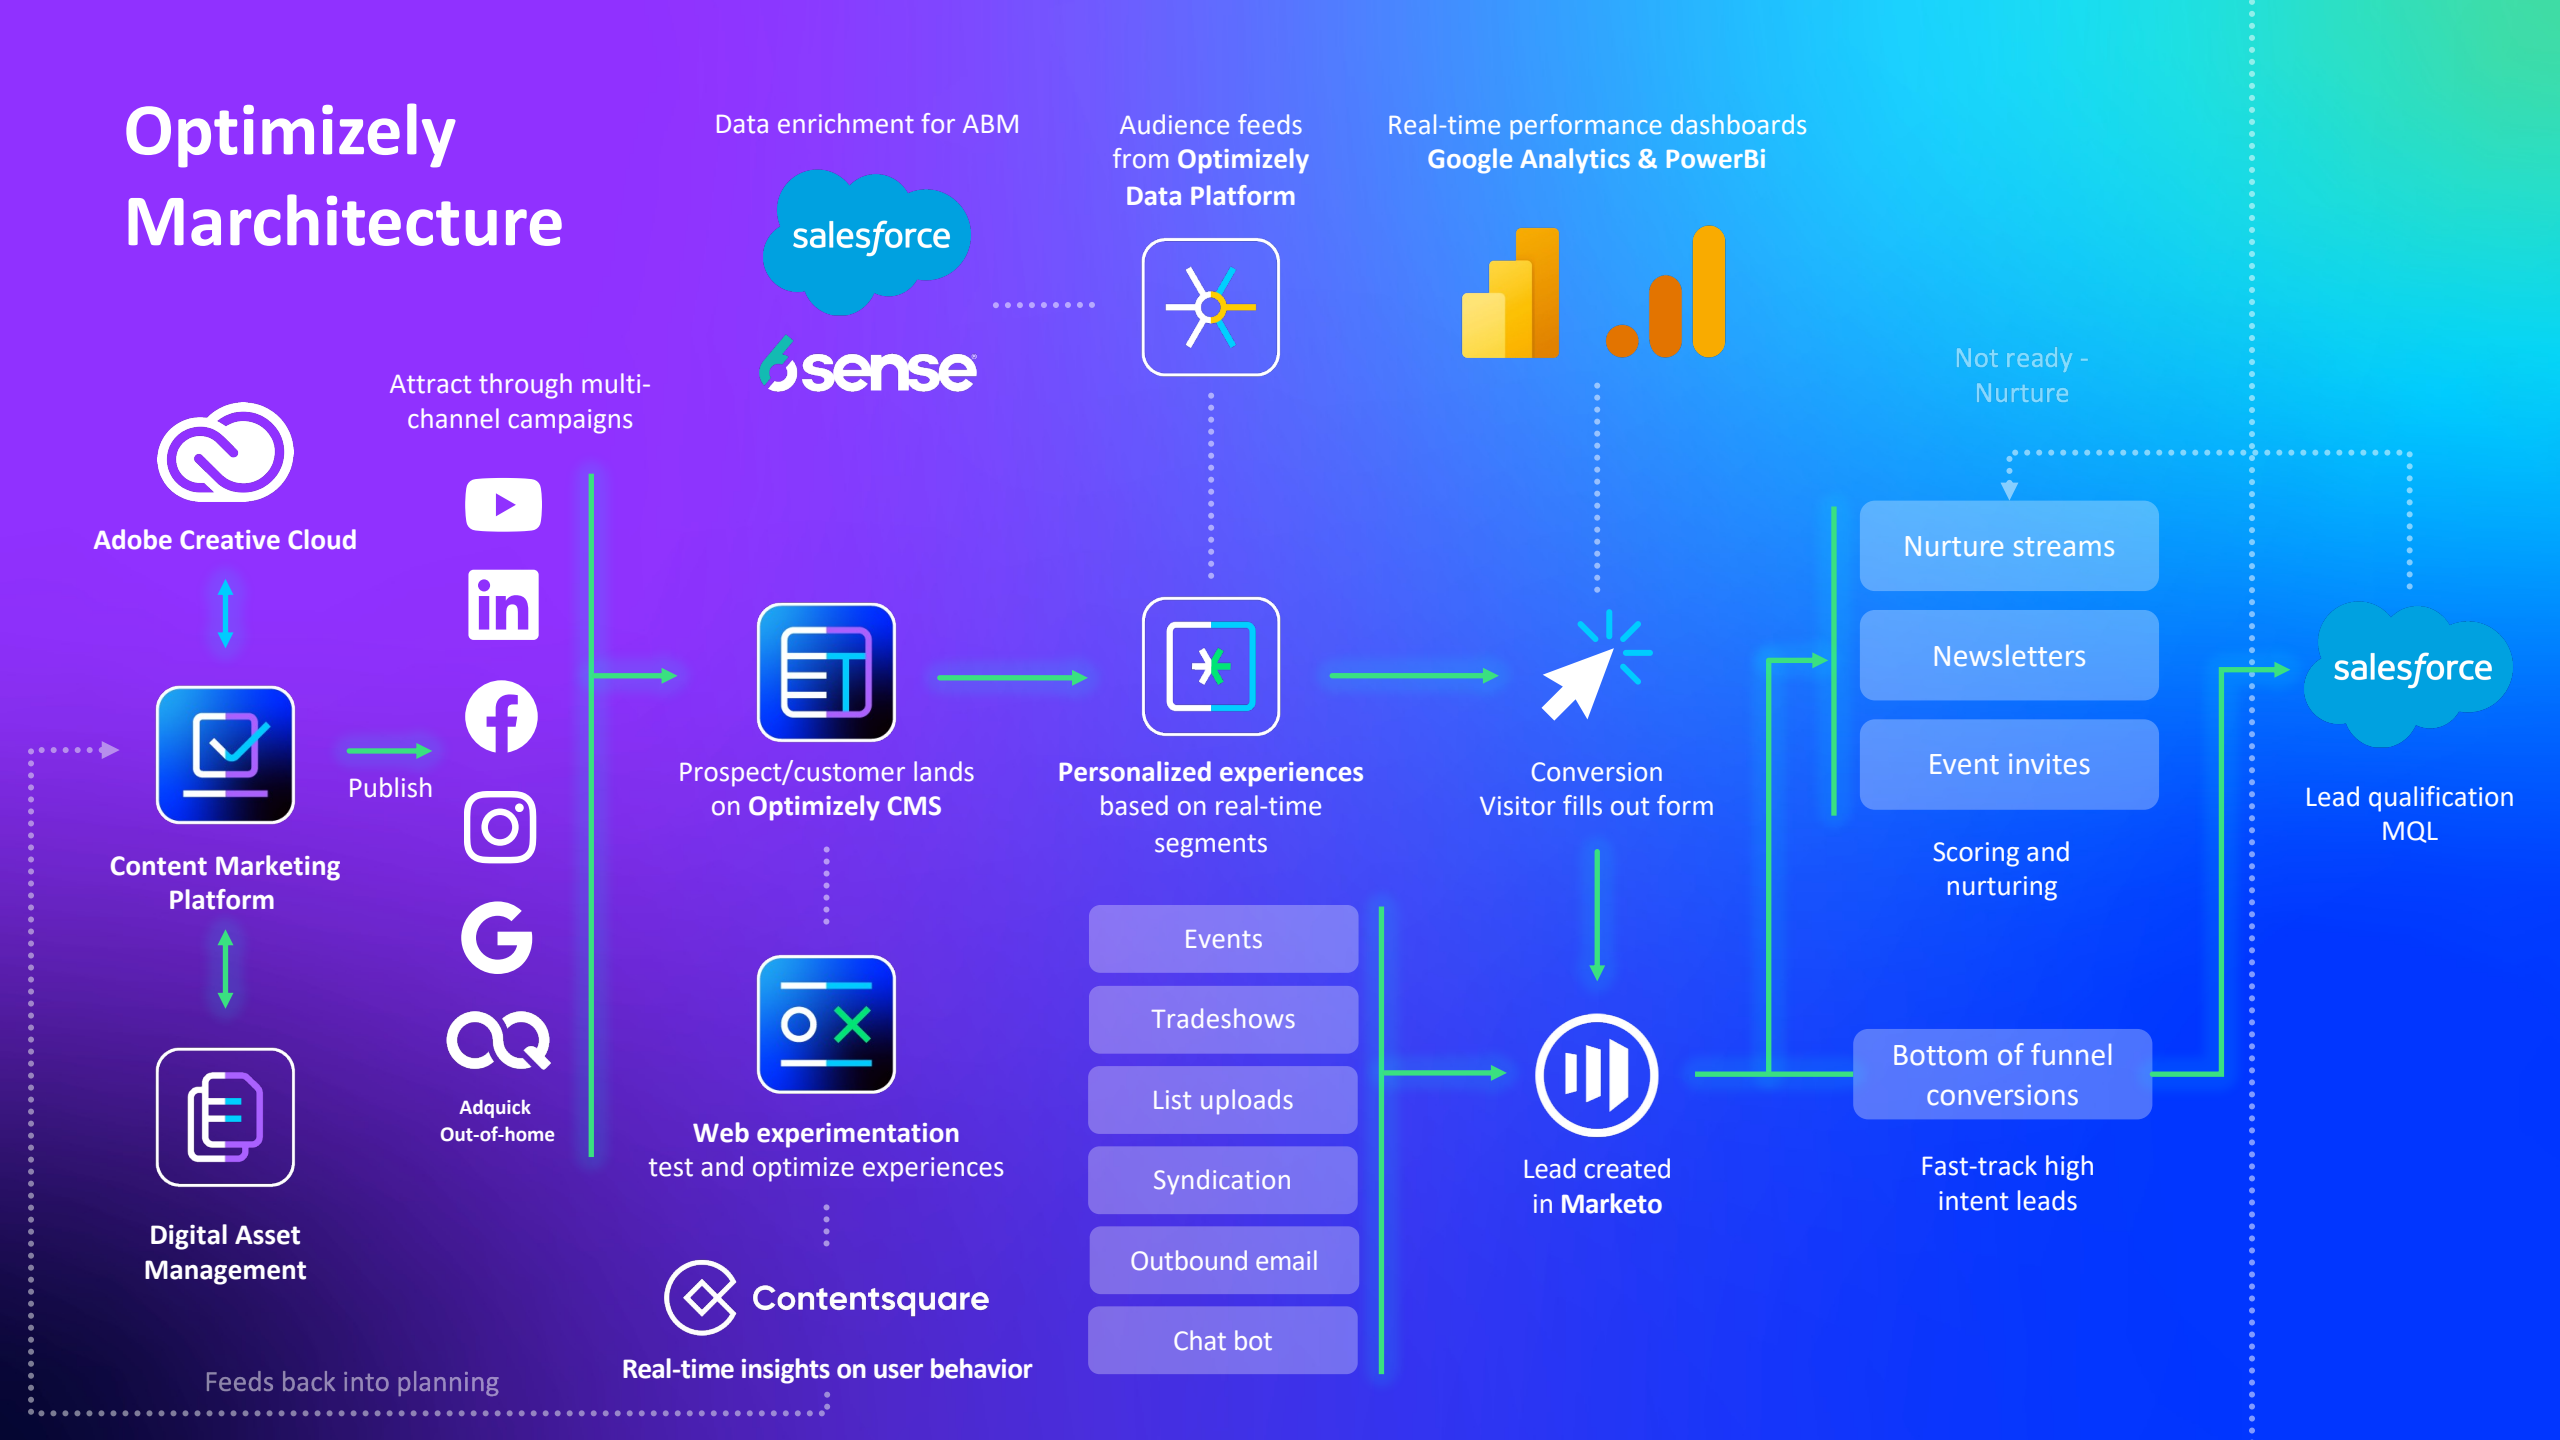 Optimizely
Marchitecture
Data enrichment for ABM
salesforce
6sense
Audience feeds
from Optimizely
Data Platform
Real-time performance dashboards
Google Analytics & PowerBi
Attract through multi-
channel campaigns
Adobe Creative Cloud
in
Publish
Content Marketing
Platform
Digital Asset
Management
Adquick
Out-of-home
Prospect/customer lands
on Optimizely CMS
Web experimentation
test and optimize experiences
Contentsquare
Real-time insights on user behavior
Feeds back into planning
Personalized experiences
based on real-time
segments
Events
Tradeshows
List uploads
Syndication
Outbound email
Chat bot
Conversion
Visitor fills out form
Lead created
in Marketo
Not ready -
Nurture
Nurture streams
Newsletters
Event invites
Scoring and
nurturing
Bottom of funnel
conversions
Fast-track high
intent leads
salesforce
Lead qualification
MQL